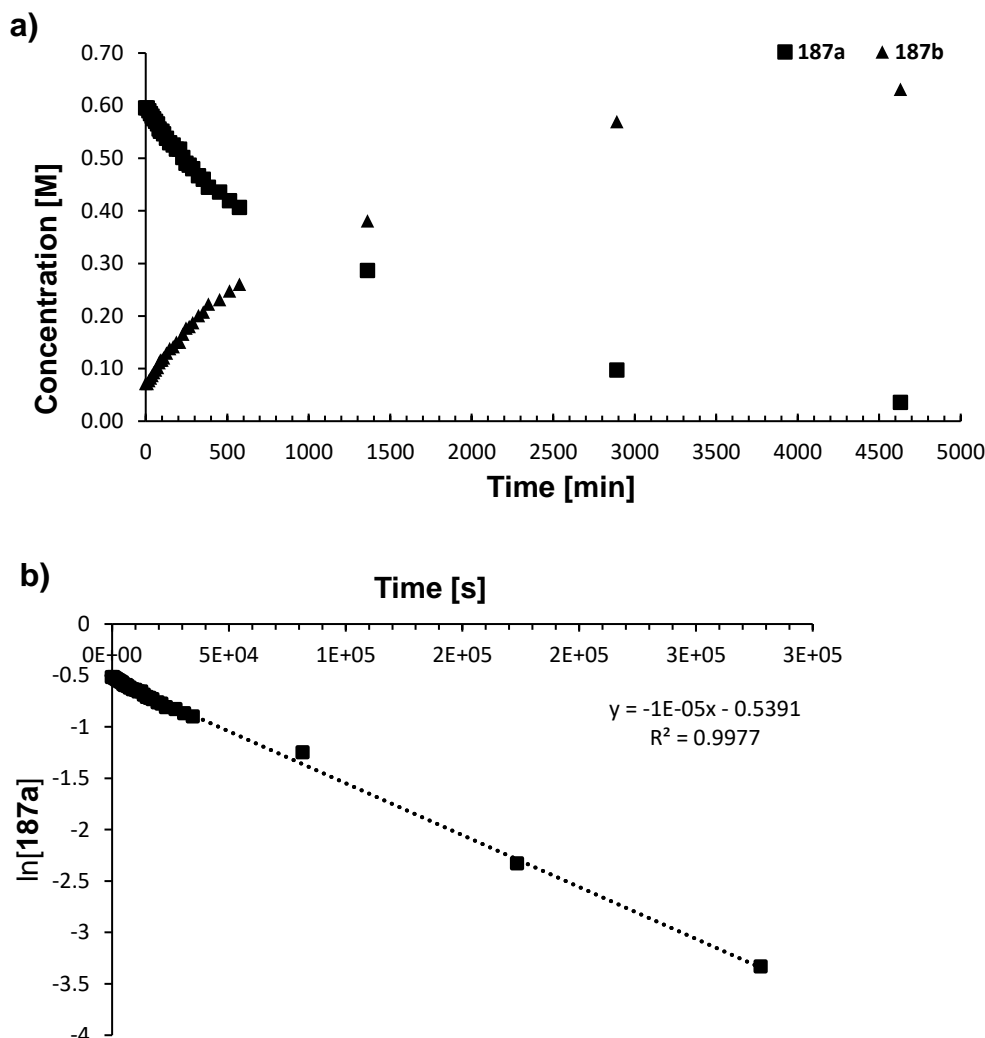 a)
187a 187b
0.70
0.60
0.50
0.40
0.30
0.20
0.10
0.00
Concentration [M]
0 500 1000 1500 2000 2500 3000 3500 4000 4500 5000
Time [min]
b)
Time [s]
0E+00 5E+04 1E+05 2E+05 2E+05 3E+05 3E+05
0
-0.5
-1
-1.5
-2
-2.5
-3
-3.5
-4
ln[187a]
y = -1E-05x - 0.5391
R² = 0.9977